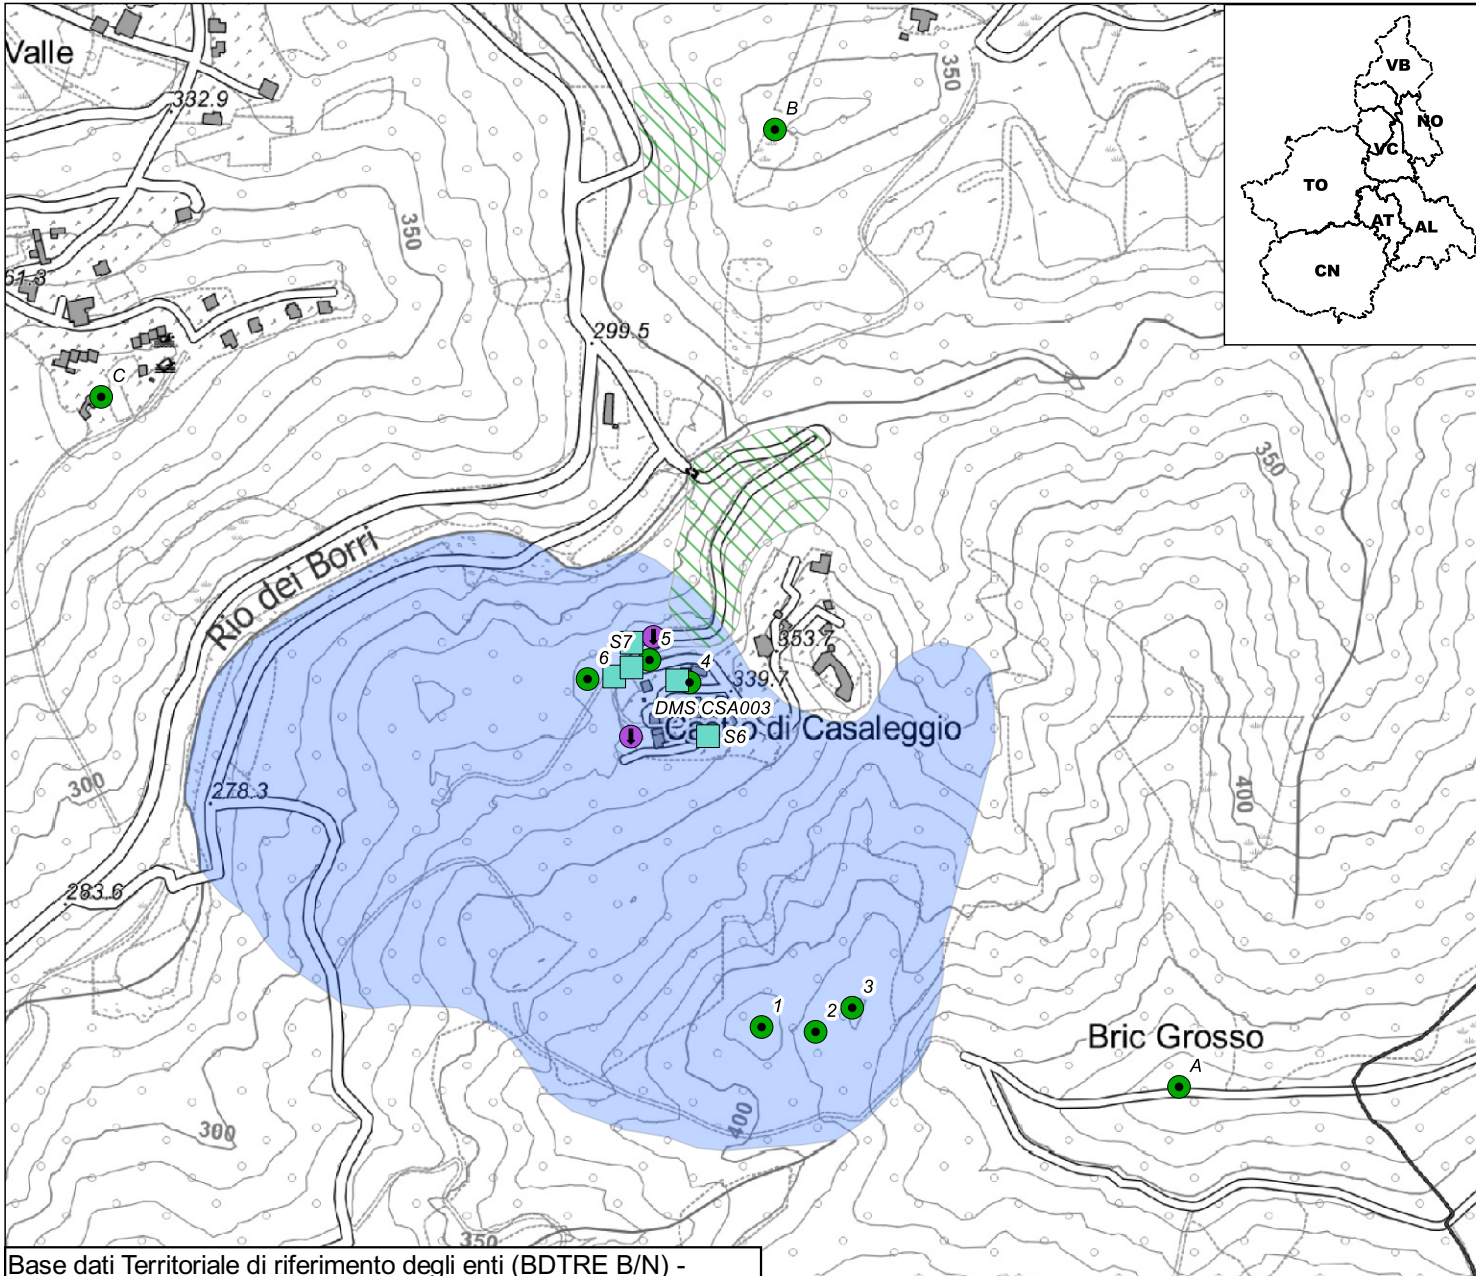 Valle
332.9
350
B
350
VB
NO
VC
TO
AT
AL
CN
61.3
299.5
C
350
Rio dei Borri
S7
5
353.7
6
4
339.7
DMS CSA003
di Casaleggio
S6
300
278.3
400
283.6
3
1
2
Bric Grosso
A
400
300
350
Base dati Territoriale di riferimento degli enti (BDTRE B/N) -